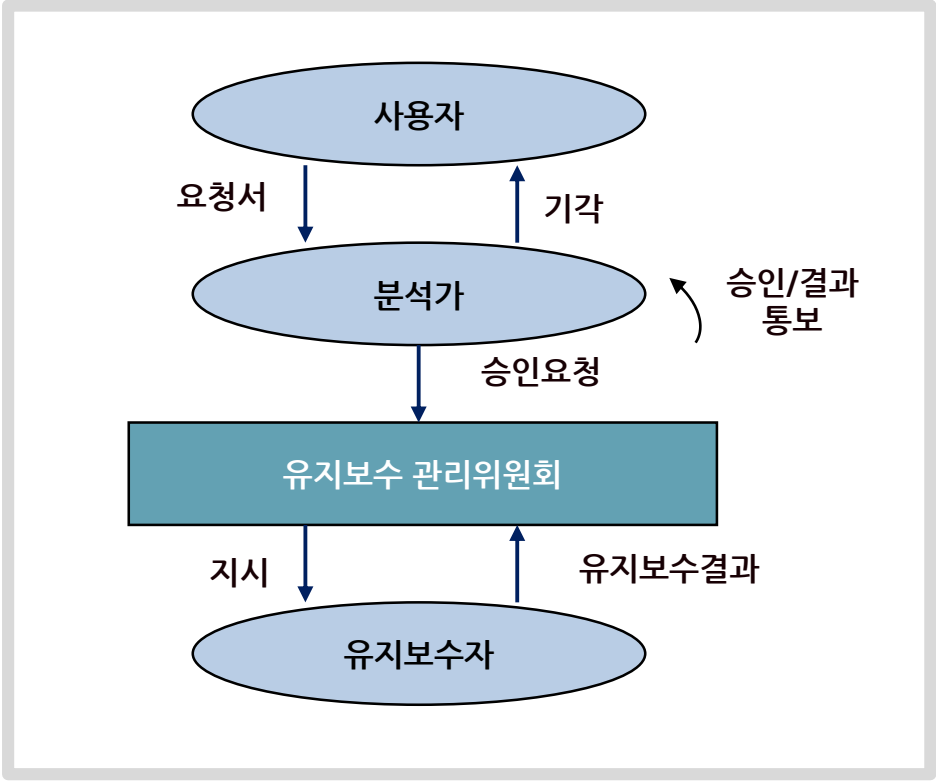 사용자
요청서
기각
분석가
승인/결과
통보
승인요청
유지보수 관리위원회
지시
유지보수결과
유지보수자